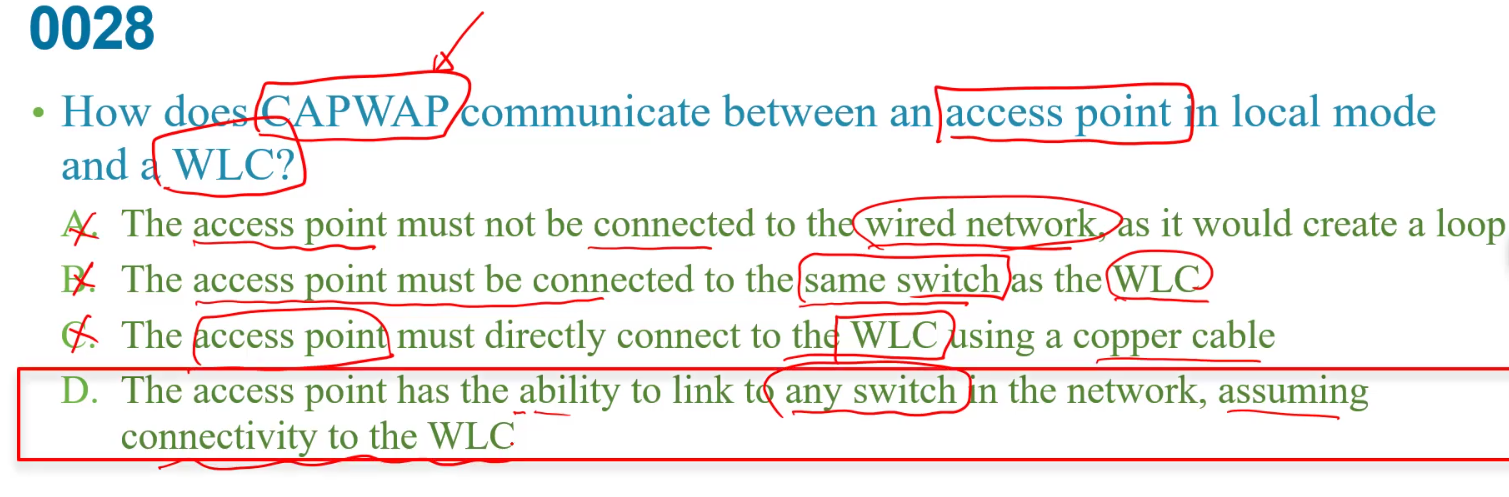 0028
• How does CAPWAP communicate between an access point in local mode
and a WLC?
A. The access point must not be connected to the wired network, as it would create a loop
B. The access point must be connected to the same switch as the WLC
C. The access point must directly connect to the WLC using a copper cable
D. The access point has the ability to link to any switch in the network, assuming
connectivity to the WLC